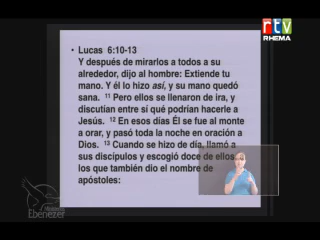 rtv
RHEMA
• Lucas 6:10-13
Y después de mirarlos a todos a su
alrededor, dijo al hombre: Extiende tu
mano. Y él lo hizo así, y su mano quedó
sana. 11 Pero ellos se llenaron de ira, y
discutían entre sí qué podrían hacerle a
Jesús. 12 En esos días Él se fue al monte
a orar, y pasó toda la noche en oración a
Dios. 13 Cuando se hizo de día, llamó a
sus discípulos y escogió doce de ellos
los que también dio el nombre de
apóstoles:
Ebenezer